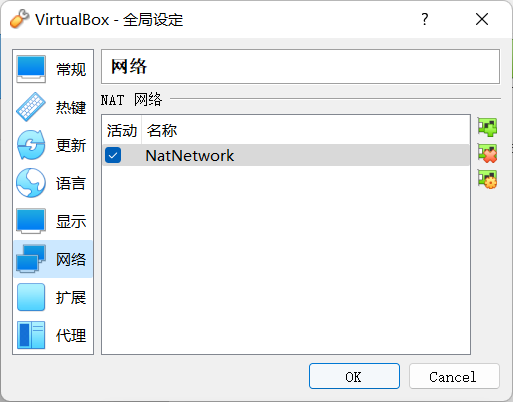 VirtualBox - 全局设定
?
常规
热键
更新
语言
显示
网络
扩展
代理
网络
NAT 网络
活动 名称
NatNetwork
OK Cancel